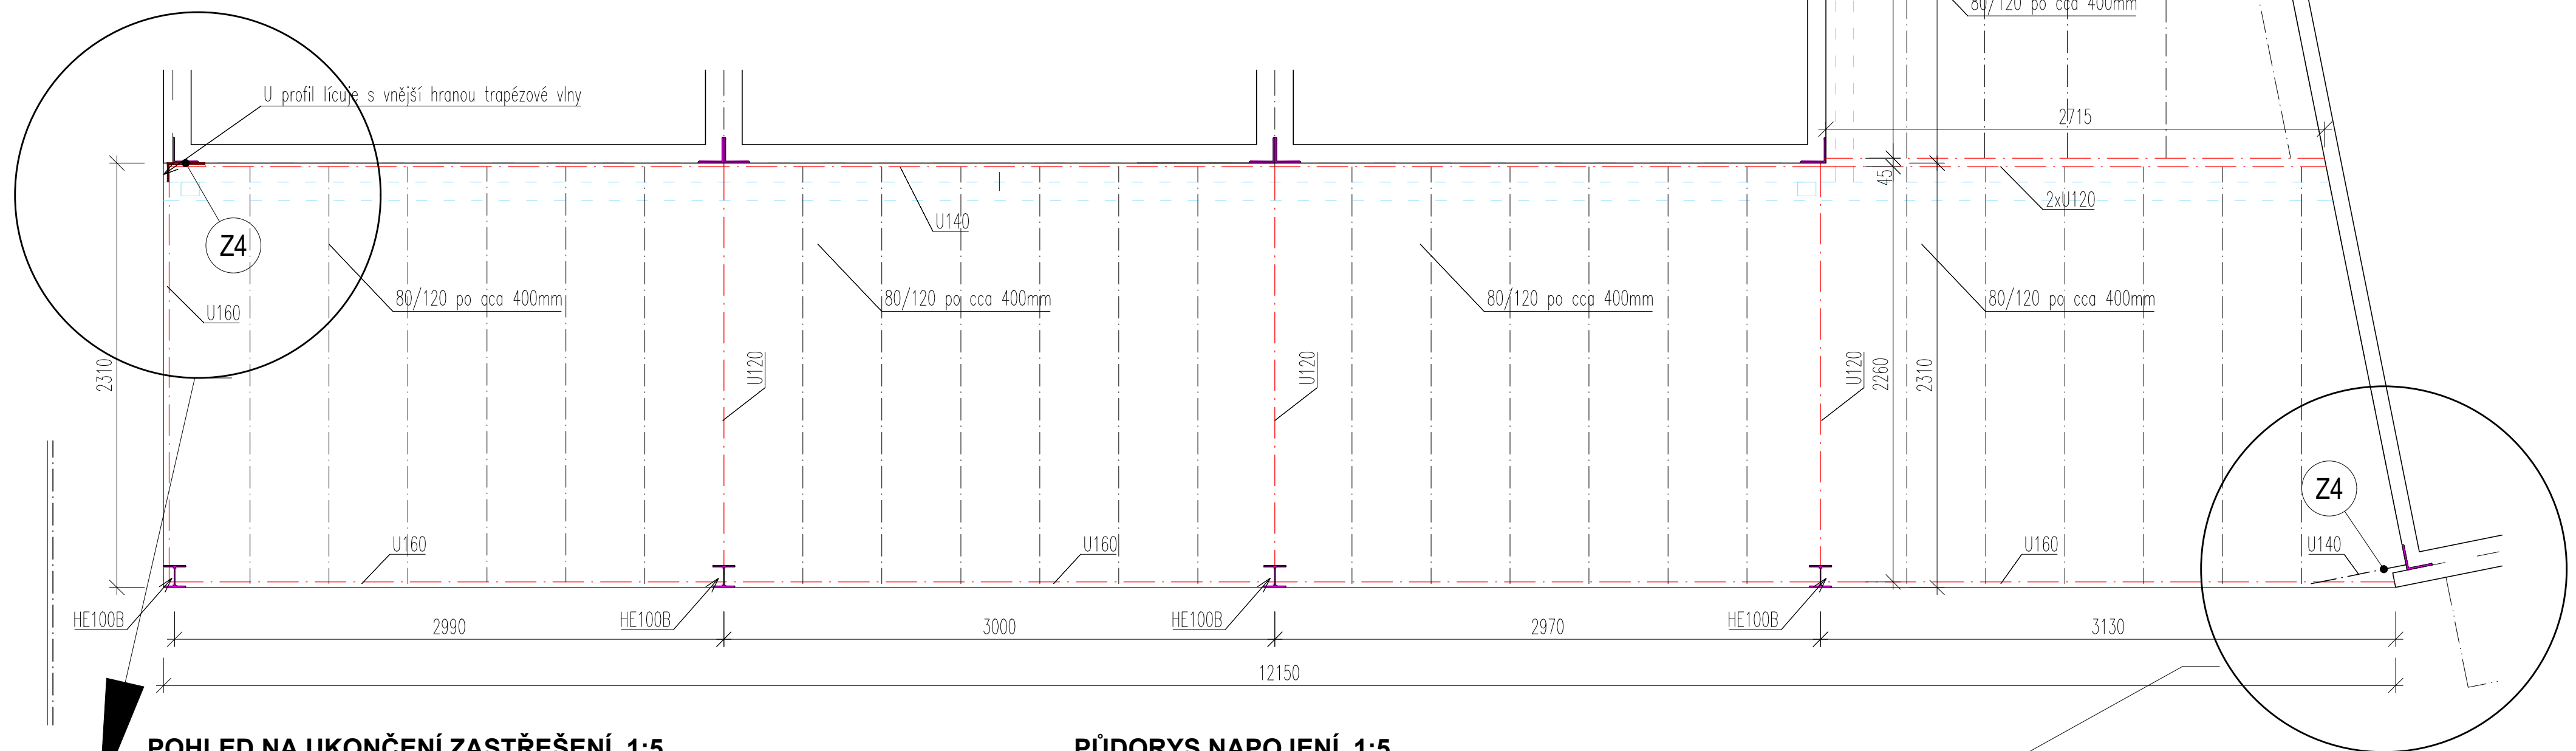 80/120 po cca 400mm
U profil lícuje s vnější hranou trapézové vlny
2715
45
2xU120
U140
Z4
80/120 po cca 400mm
80/120 po cca 400mm
80/120 po cca 400mm
80/120 po cca 400mm
U160
2310
U120
U120
U120
2260
2310
Z4
U160
U160
U160
U140
HE100B
HE100B
HE100B
HE100B
2990
3000
2970
3130
12150
POHLED NA UKONČENÍ ZASTŘEŠENÍ 1:5
PŮDORYS NAPOJENÍ 1:5